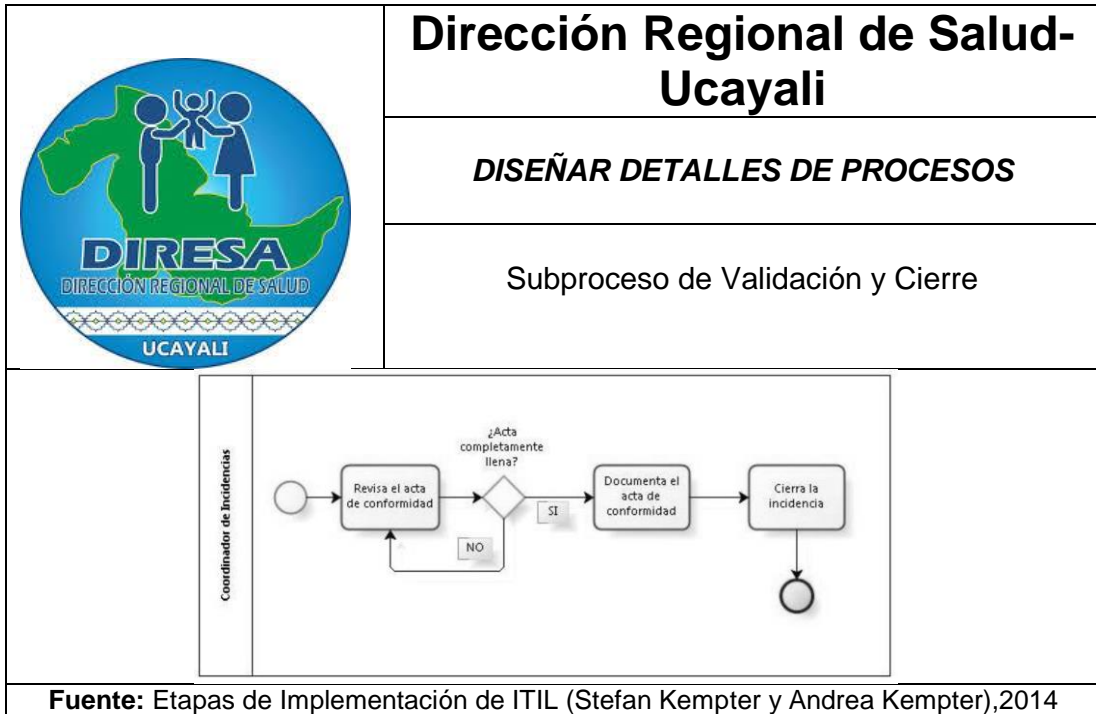 Dirección Regional de Salud-
Ucayali
DISEÑAR DETALLES DE PROCESOS
Subproceso de Validación y Cierre
DIRESA
DIRECCIÓN REGIONAL DE SALUD
UCAYALI
Coordinador de Incidencias
Revisa el acta
de conformidad
¿Acta
completamente
llena?
SI
NO
Documenta el
acta de
conformidad
Cierra la
incidencia
Fuente: Etapas de Implementación de ITIL (Stefan Kempter y Andrea Kempter),2014